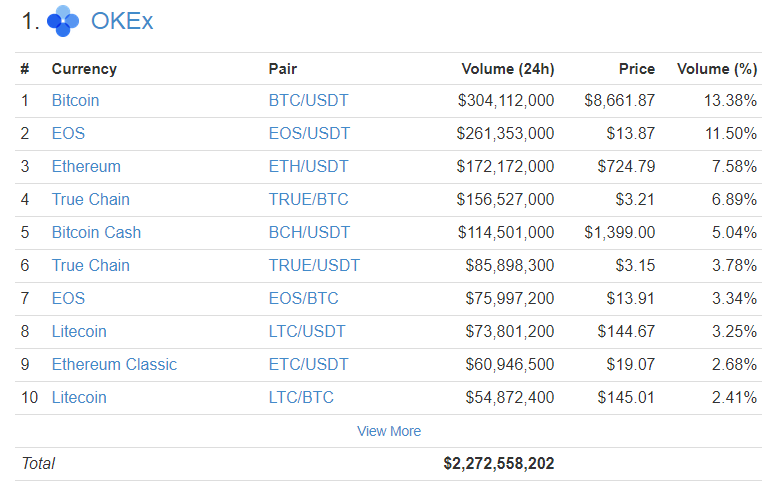 1. OKEx
# Currency Pair Volume (24h) Price Volume (%)
1 Bitcoin BTC/USDT $304,112,000 $8,661.87 13.38%
2 EOS EOS/USDT $261,353,000 $13.87 11.50%
3 Ethereum ETH/USDT $172,172,000 $724.79 7.58%
4 True Chain TRUE/BTC $156,527,000 $3.21 6.89%
5 Bitcoin Cash BCH/USDT $114,501,000 $1,399.00 5.04%
6 True Chain TRUE/USDT $85,898,300 $3.15 3.78%
7 EOS EOS/BTC $75,997,200 $13.91 3.34%
8 Litecoin LTC/USDT $73,801,200 $144.67 3.25%
9 Ethereum Classic ETC/USDT $60,946,500 $19.07 2.68%
10 Litecoin LTC/BTC $54,872,400 $145.01 2.41%
View More
Total $2,272,558,202